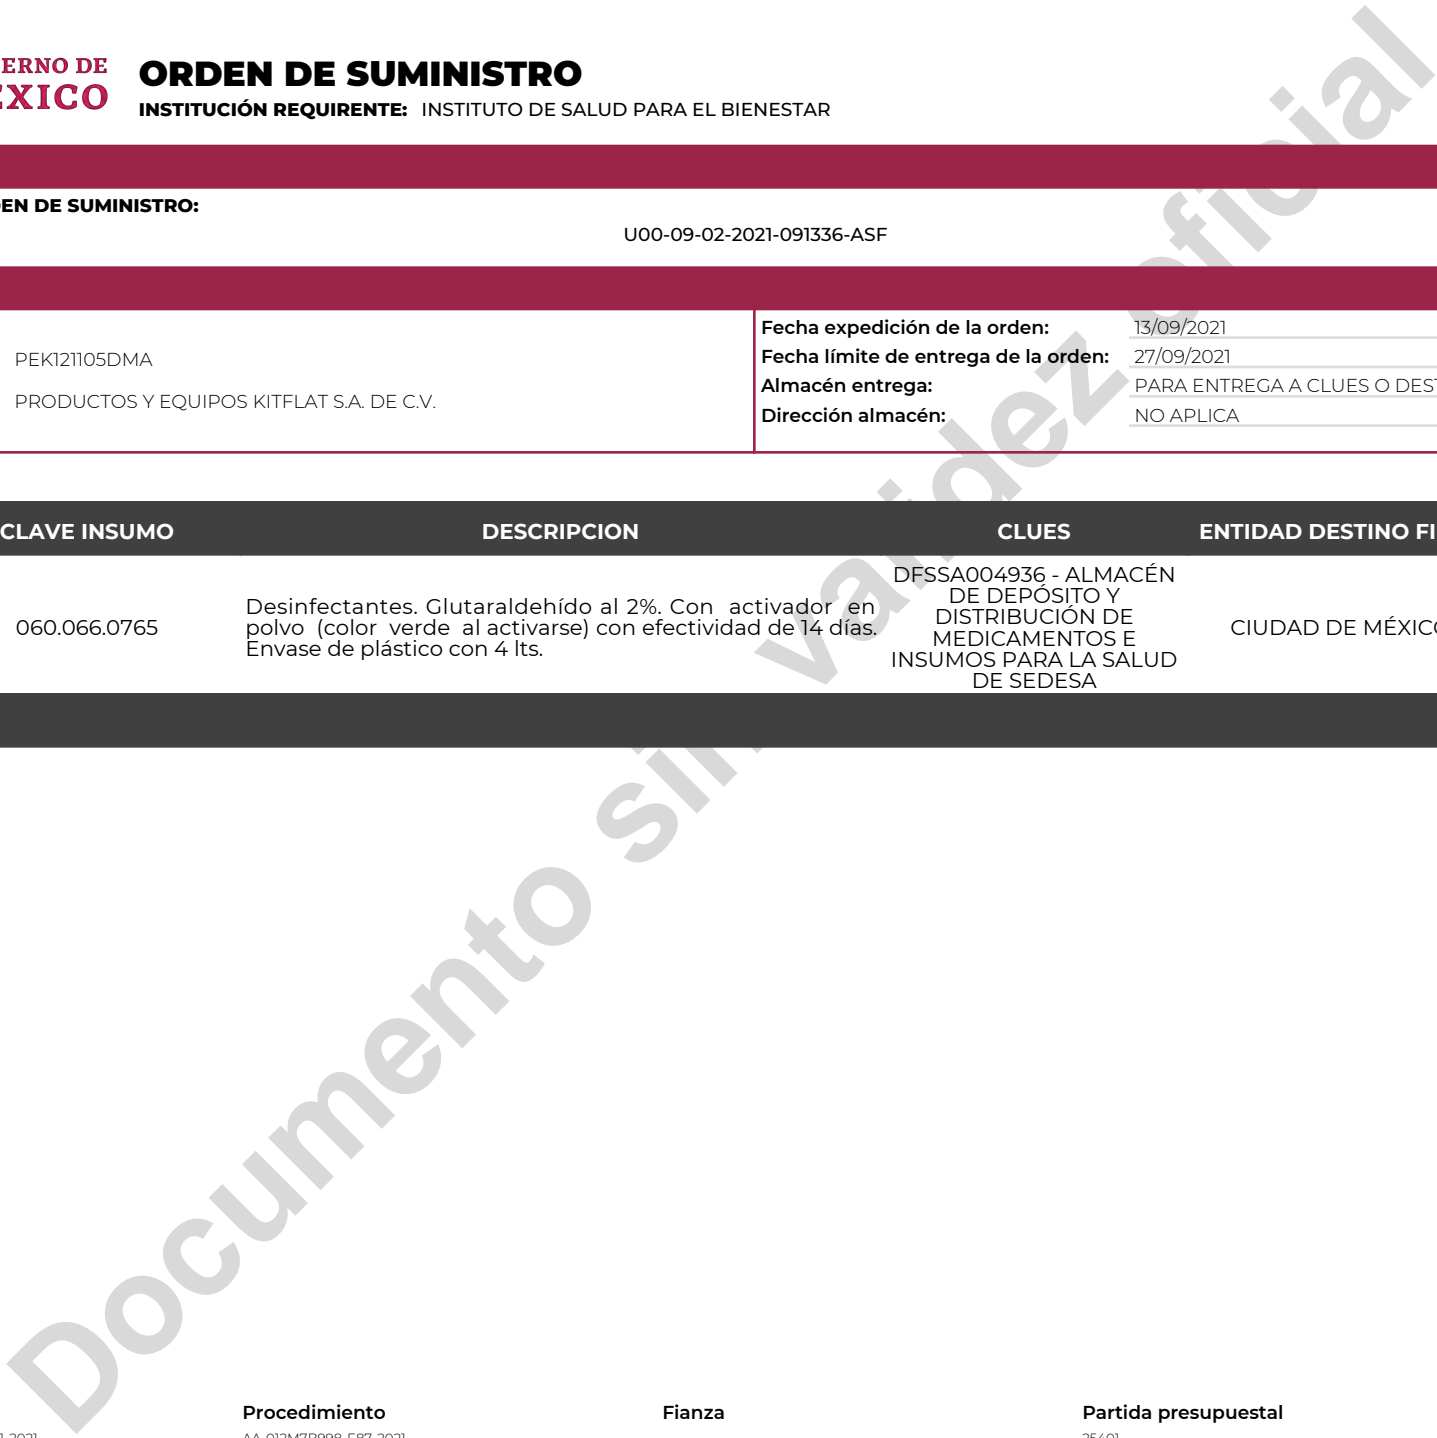 ERNO DE
EXICO
ORDEN DE SUMINISTRO
INSTITUCIÓN REQUIRENTE: INSTITUTO DE SALUD PARA EL BIENESTAR
EN DE SUMINISTRO:
U00-09-02-2021-091336-ASF
PEK121105DMA
PRODUCTOS Y EQUIPOS KITFLAT S.A. DE C.V.
Fecha expedición de la orden: 13/09/2021
Fecha límite de entrega de la orden: 27/09/2021
Almacén entrega: PARA ENTREGA A CLUES O DEST
Dirección almacén: NO APLICA
CLAVE INSUMO DESCRIPCION CLUES ENTIDAD DESTINO FI
060.066.0765
Desinfectantes. Glutaraldehído al 2%. Con activador en
polvo (color verde al activarse) con efectividad de 14 días.
Envase de plástico con 4 lts.
DFSSA004936 - ALMACÉN
DE DEPÓSITO Y
DISTRIBUCIÓN DE
MEDICAMENTOS E
INSUMOS PARA LA SALUD
DE SEDESA
CIUDAD DE MÉXICO
Documento sin validez oficial
Procedimiento Fianza Partida presupuestal